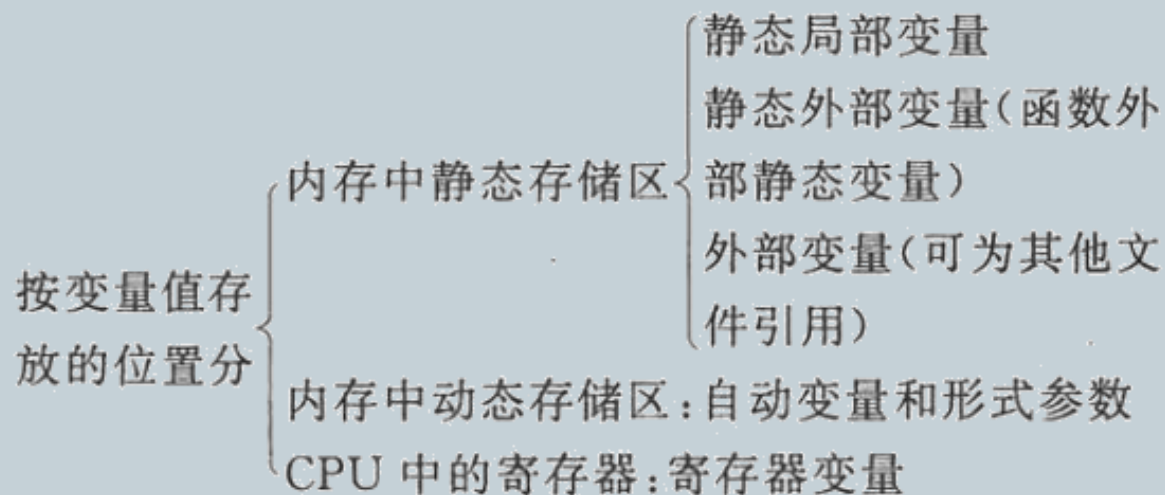 静态局部变量
静态外部变量(函数外
内存中静态存储区
部静态变量)
外部变量(可为其他文
件引用)
按变量值存
放的位置分
内存中动态存储区:自动变量和形式参数
CPU 中的寄存器:寄存器变量